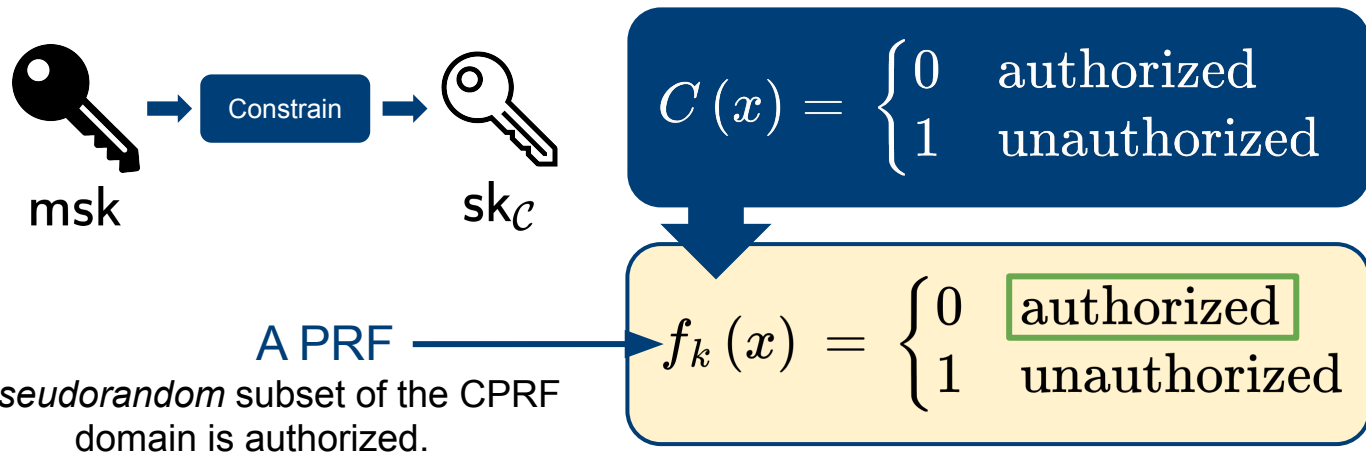 Constrain
msk
sk𝒞
C (x) = { 0 authorized
1 unauthorized
A PRF
seudorandom subset of the CPRF
domain is authorized.
fₖ (x) = { 0 authorized
1 unauthorized